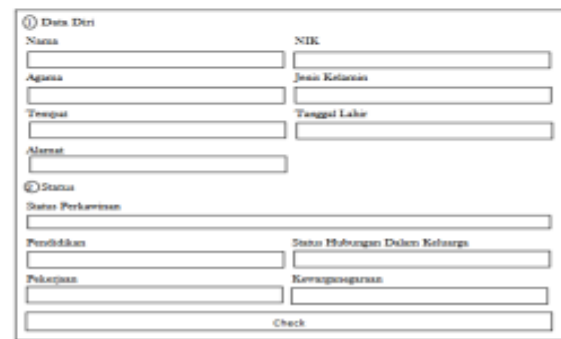 1 Data Diri
Nama NIK
Agama Jenis Kelamin
Tempat Tanggal Lahir
Alamat
2 Status
Status Perkawinan
Pendidikan Status Hubungan Dalam Keluarga
Pekerjaan Kewarganegaraan
Check